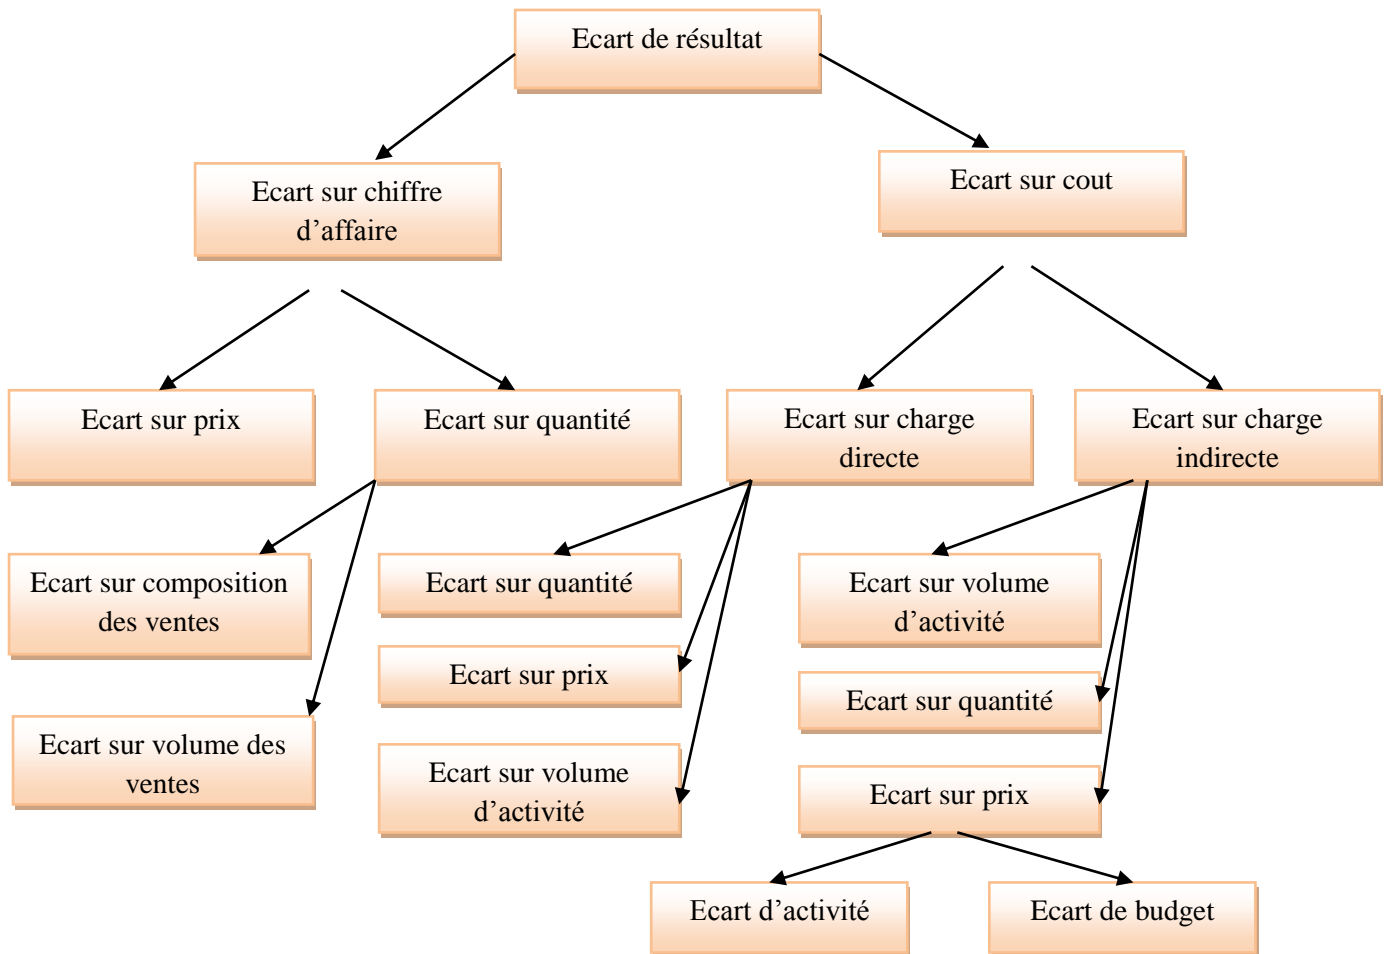 Ecart de résultat
Ecart sur chiffre
d’affaire
Ecart sur cout
Ecart sur prix
Ecart sur quantité
Ecart sur charge
directe
Ecart sur charge
indirecte
Ecart sur composition
des ventes
Ecart sur volume des
ventes
Ecart sur quantité
Ecart sur prix
Ecart sur volume
d’activité
Ecart sur volume
d’activité
Ecart sur quantité
Ecart sur prix
Ecart d’activité
Ecart de budget